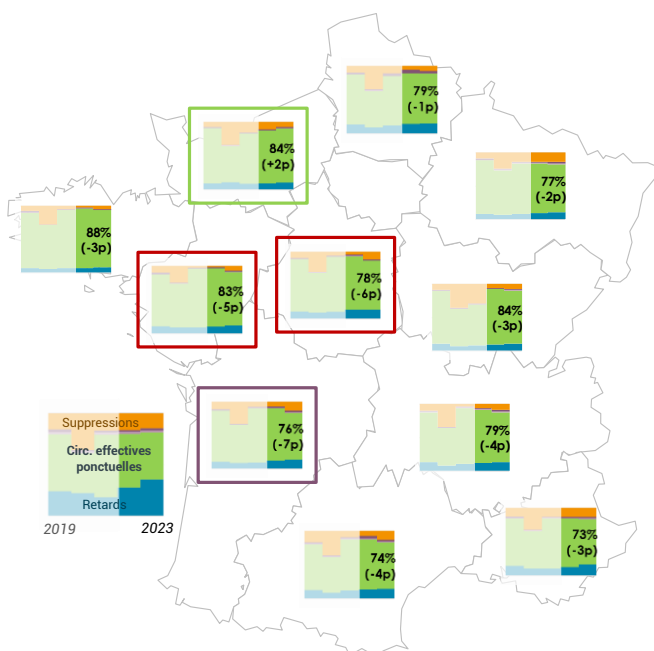 79%
(-1p)
84%
(+2p)
77%
(-2p)
88%
(-3p)
83%
(-5p)
78%
(-6p)
84%
(-3p)
76%
(-7p)
79%
(-4p)
Suppressions
Circ. effectives
ponctuelles
Retards
2019 2023
74%
(-4p)
73%
(-3p)